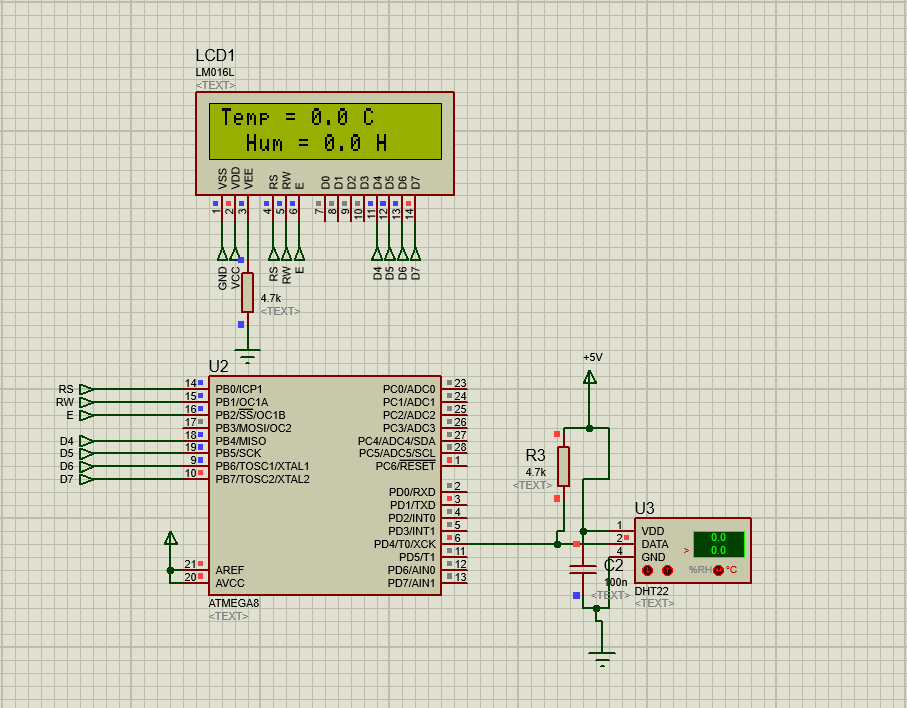 LCD1
LM016L
<TEXT>
Temp = 0.0 C
Hum = 0.0 H
VSS VDD VEE RS RW E D0 D1 D2 D3 D4 D5 D6 D7
1 2 3 4 5 6 7 8 9 10 11 12 13 14
GND VCC RS RW E D4 D5 D6 D7
4.7k
<TEXT>
U2
RS 14 PB0/ICP1 PC0/ADC0 23
RW 15 PB1/OC1A PC1/ADC1 24
E 16 PB2/SS/OC1B PC2/ADC2 25
17 PB3/MOSI/OC2 PC3/ADC3 26
D4 18 PB4/MISO PC4/ADC4/SDA 27
D5 19 PB5/SCK PC5/ADC5/SCL 28
D6 9 PB6/TOSC1/XTAL1 PC6/RESET 1
D7 10 PB7/TOSC2/XTAL2
PD0/RXD 2
PD1/TXD 3
PD2/INT0 4
PD3/INT1 5
PD4/T0/XCK 6
PD5/T1 11
21 AREF PD6/AIN0 12
20 AVCC PD7/AIN1 13
ATMEGA8
<TEXT>
+5V
R3
4.7k
<TEXT>
C2
100n
<TEXT>
U3
1 VDD
2 DATA
4 GND
0.0
> 0.0
%RH °C
DHT22
<TEXT>